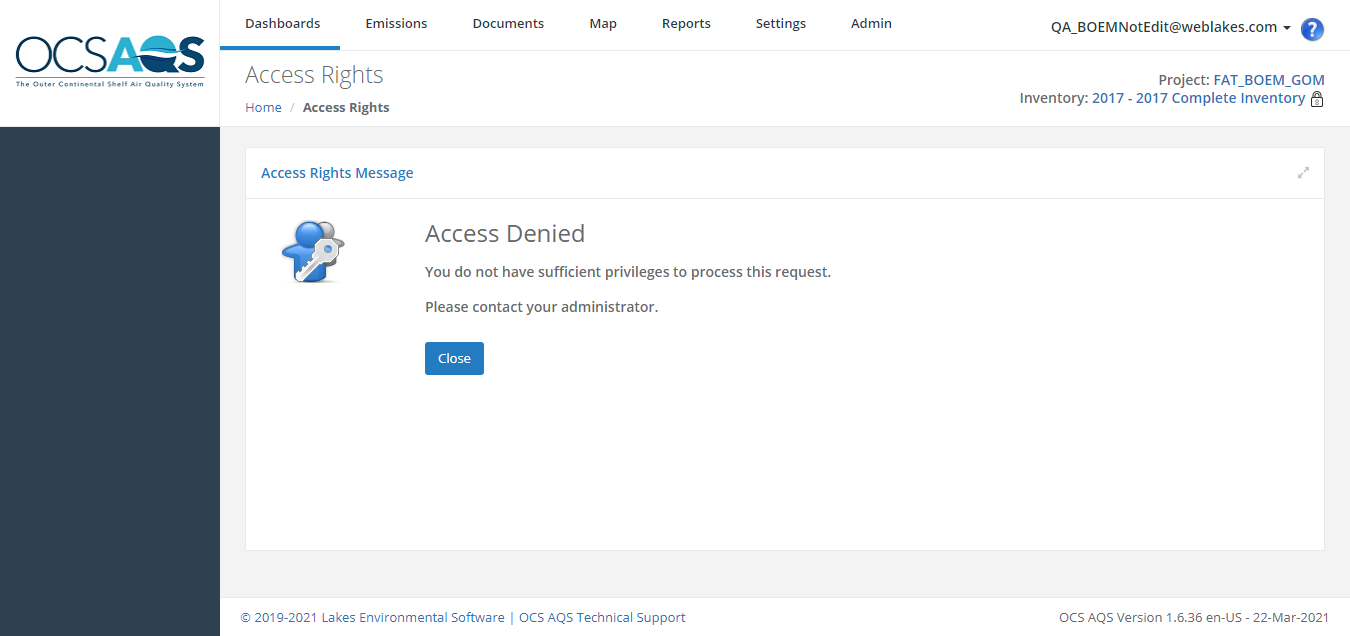 OCSAQS
The Outer Continental Shelf Air Quality System
Dashboards Emissions Documents Map Reports Settings Admin
QA_BOEMNotEdit@weblakes.com ?
Access Rights
Home / Access Rights
Project: FAT_BOEM_GOM
Inventory: 2017 - 2017 Complete Inventory
Access Rights Message
Access Denied
You do not have sufficient privileges to process this request.
Please contact your administrator.
Close
© 2019-2021 Lakes Environmental Software | OCS AQS Technical Support
OCS AQS Version 1.6.36 en-US - 22-Mar-2021